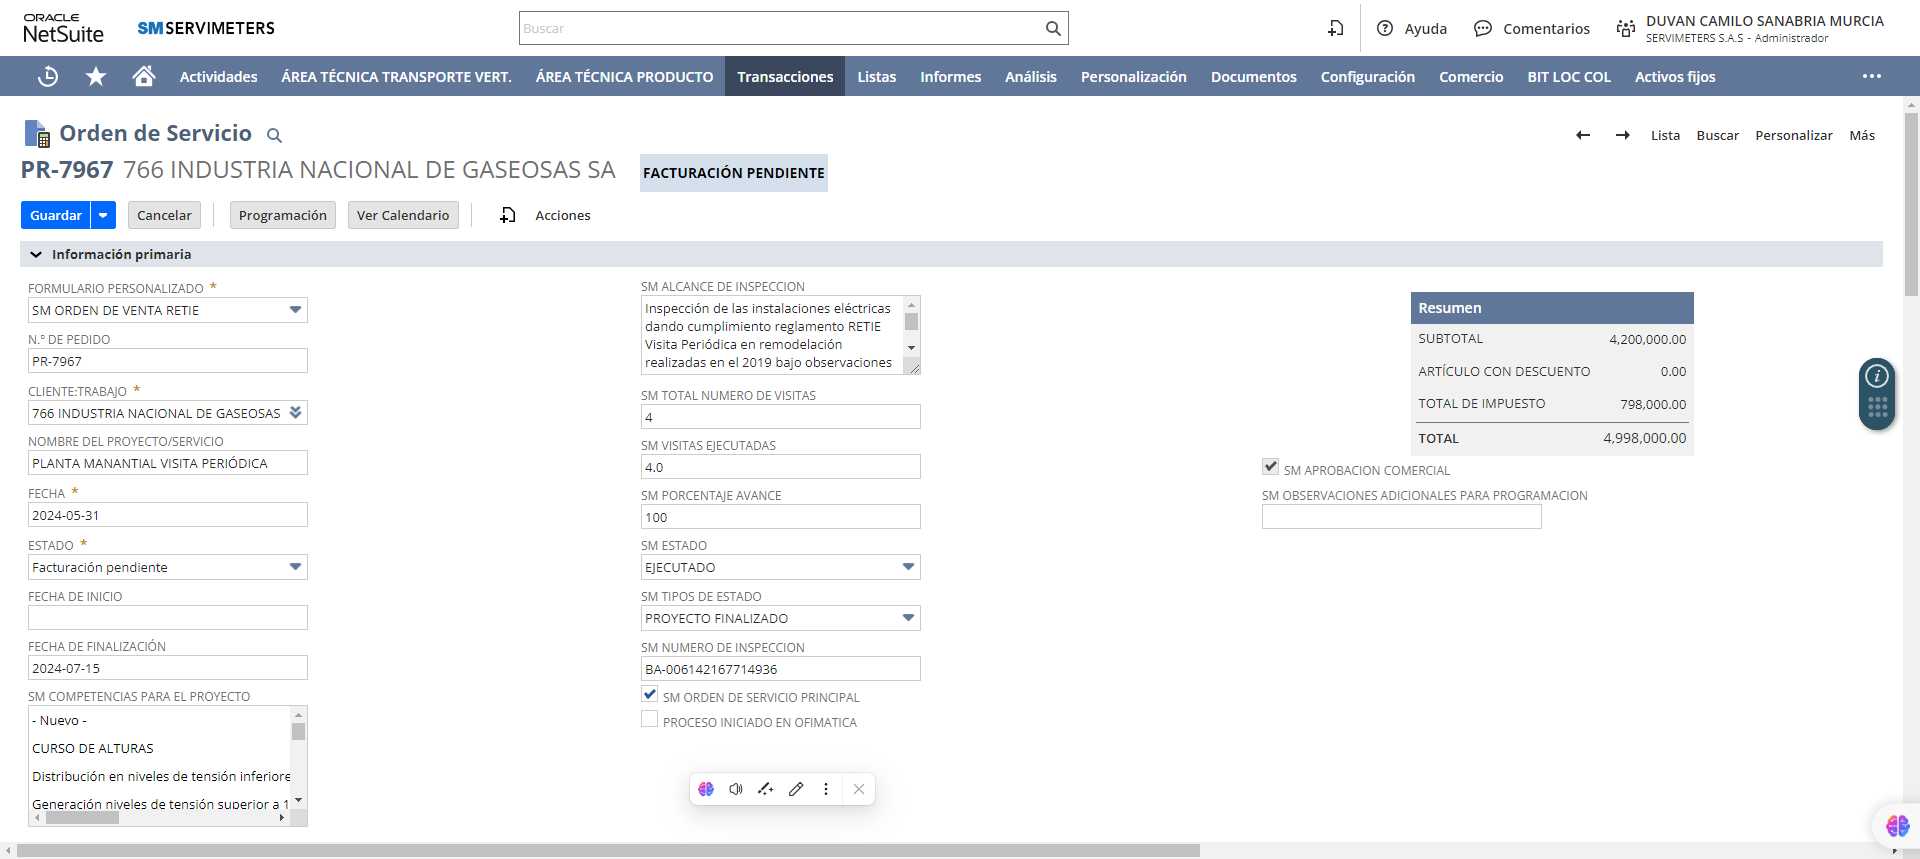 ORACLE
NetSuite
SM SERVIMETERS
Buscar
Ayuda
Comentarios
DUVAN CAMILO SANABRIA MURCIA
SERVIMETERS S.A.S - Administrador
Actividades
ÁREA TÉCNICA TRANSPORTE VERT.
ÁREA TÉCNICA PRODUCTO
Transacciones
Listas
Informes
Análisis
Personalización
Documentos
Configuración
Comercio
BIT LOC COL
Activos fijos
Orden de Servicio
Lista
Buscar
Personalizar
Más
PR-7967 766 INDUSTRIA NACIONAL DE GASEOSAS SA
FACTURACIÓN PENDIENTE
Guardar
Cancelar
Programación
Ver Calendario
Acciones
Información primaria
FORMULARIO PERSONALIZADO *
SM ORDEN DE VENTA RETIE
N.º DE PEDIDO
PR-7967
CLIENTE:TRABAJO *
766 INDUSTRIA NACIONAL DE GASEOSAS
NOMBRE DEL PROYECTO/SERVICIO
PLANTA MANANTIAL VISITA PERIÓDICA
FECHA *
2024-05-31
ESTADO *
Facturación pendiente
FECHA DE INICIO
FECHA DE FINALIZACIÓN
2024-07-15
SM COMPETENCIAS PARA EL PROYECTO
- Nuevo -
CURSO DE ALTURAS
Distribución en niveles de tensión inferiore
Generación niveles de tensión superior a 1
SM ALCANCE DE INSPECCION
Inspección de las instalaciones eléctricas
dando cumplimiento reglamento RETIE
Visita Periódica en remodelación
realizadas en el 2019 bajo observaciones
SM TOTAL NUMERO DE VISITAS
4
SM VISITAS EJECUTADAS
4.0
SM PORCENTAJE AVANCE
100
SM ESTADO
EJECUTADO
SM TIPOS DE ESTADO
PROYECTO FINALIZADO
SM NUMERO DE INSPECCION
BA-006142167714936
SM ORDEN DE SERVICIO PRINCIPAL
PROCESO INICIADO EN OFIMATICA
Resumen
SUBTOTAL 4,200,000.00
ARTÍCULO CON DESCUENTO 0.00
TOTAL DE IMPUESTO 798,000.00
TOTAL 4,998,000.00
SM APROBACION COMERCIAL
SM OBSERVACIONES ADICIONALES PARA PROGRAMACION